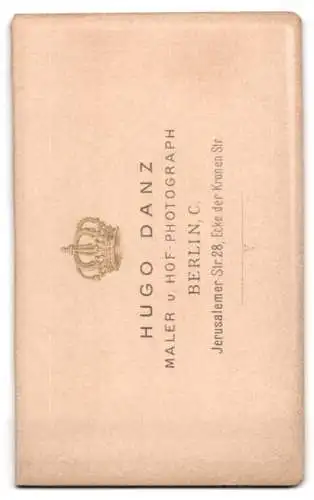 HUGO DANZ
MALER U. HOF-PHOTOGRAPH
BERLIN, C.
Jerusalemer-Str. 28, Ecke der Kronen Str.